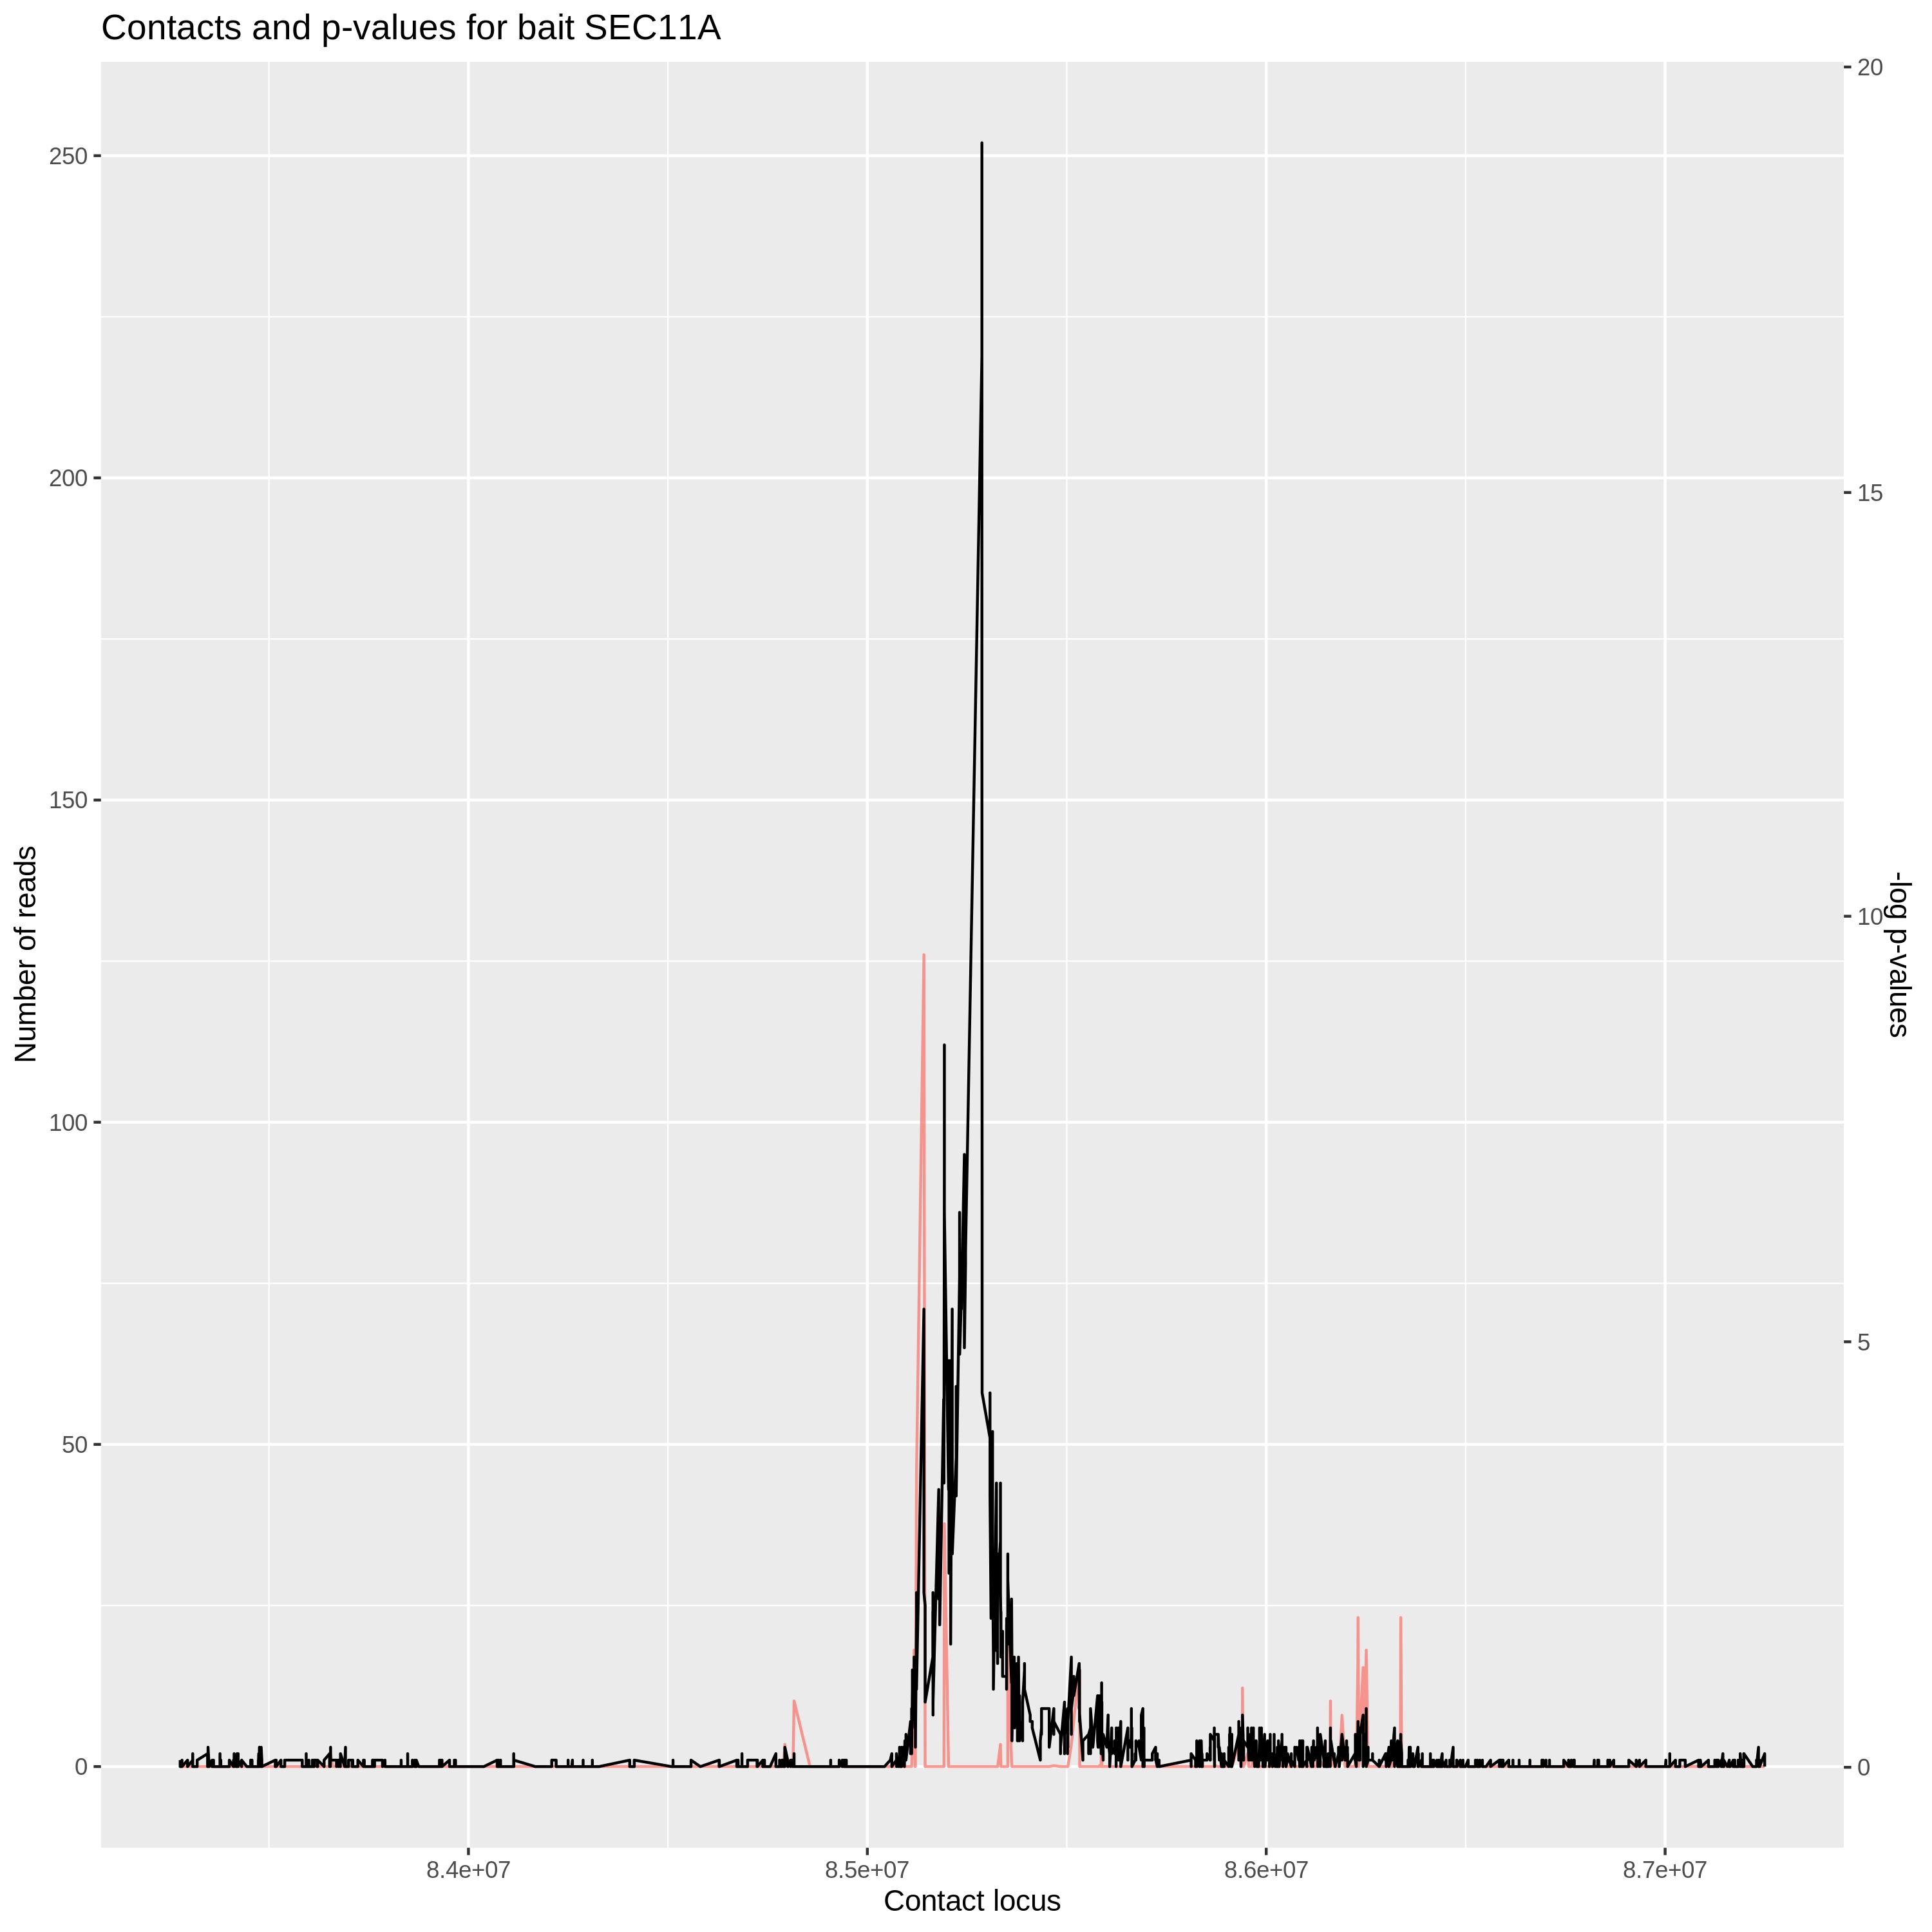 Contacts and p-values for bait SEC11A
Number of reads
250
200
150
100
50
0
20
15
10
5
0
-log p-values
8.4e+07
8.5e+07
8.6e+07
8.7e+07
Contact locus